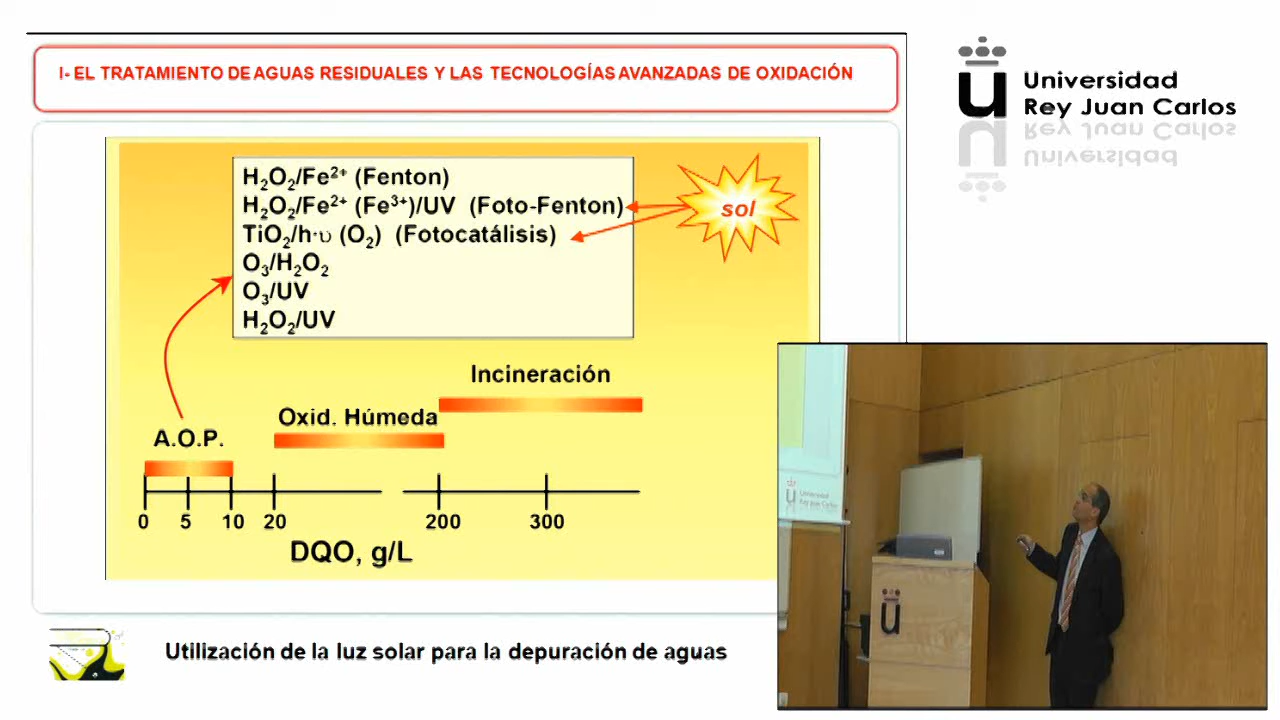 I- EL TRATAMIENTO DE AGUAS RESIDUALES Y LAS TECNOLOGÍAS AVANZADAS DE OXIDACIÓN
Universidad
Rey Juan Carlos
H₂O₂/Fe²⁺ (Fenton)
H₂O₂/Fe²⁺ (Fe³⁺)/UV (Foto-Fenton)
TiO₂/h·υ (O₂) (Fotocatálisis)
O₃/H₂O₂
O₃/UV
H₂O₂/UV
sol
Incineración
Oxid. Húmeda
A.O.P.
0 5 10 20 200 300
DQO, g/L
Utilización de la luz solar para la depuración de aguas
Universidad
Rey Juan Carlos